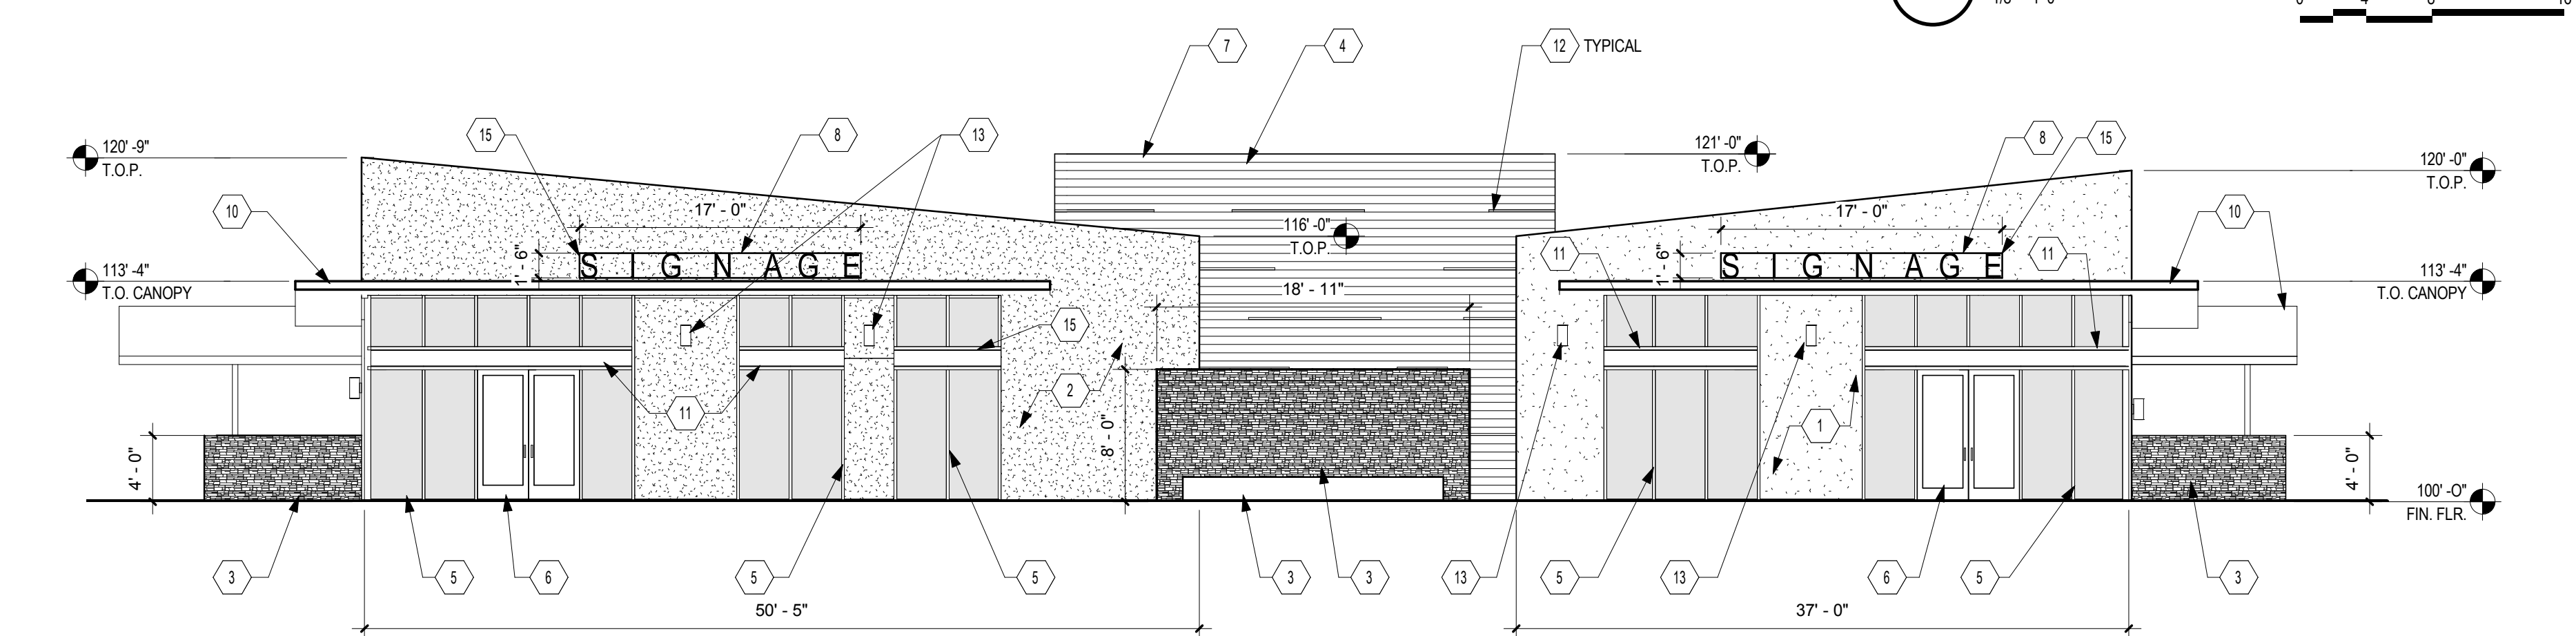 7
4
12 TYPICAL
15
8
13
8
15
120' -9"
T.O.P.
121' -0"
T.O.P.
120' -0"
T.O.P.
10
17' - 0"
116' -0"
T.O.P.
17' - 0"
10
113' -4"
T.O. CANOPY
1' - 6"
SIGNAGE
11
1' - 6"
SIGNAGE
11
113' -4"
T.O. CANOPY
18' - 11"
15
2
11
1
4' - 0"
8' - 0"
4' - 0"
100' -O"
FIN. FLR.
3
5
6
5
5
3
3
13
5
13
6
5
3
50' - 5"
37' - 0"